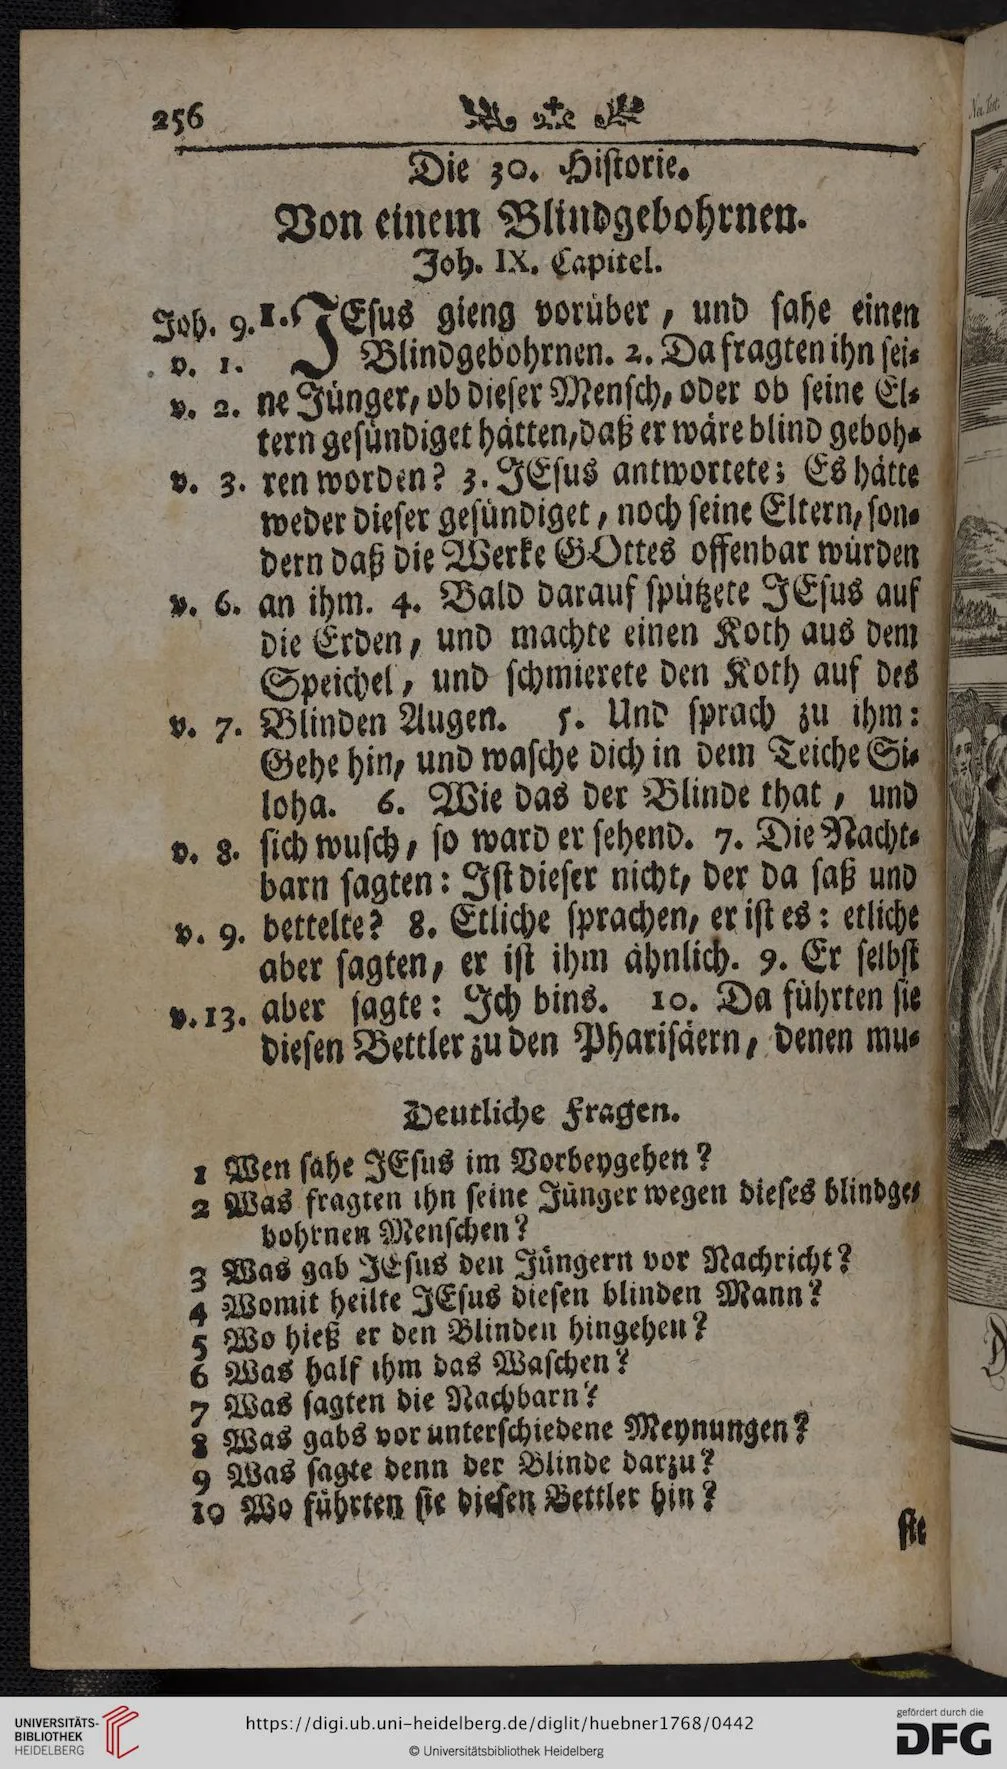 256
Die 30. Historie.
Von einem Blindgebohrnen.
Joh. IX. Capitel.
Joh. 9. 1. JEsus gieng vorüber, und sahe einen
v. 1. Blindgebohrnen. 2. Da fragten ihn sei-
v. 2. ne Jünger, ob dieser Mensch, oder ob seine El-
tern gesündiget hätten, daß er wäre blind geboh-
v. 3. ren worden? 3. JEsus antwortete; Es hätte
weder dieser gesündiget, noch seine Eltern, son-
dern daß die Werke GOttes offenbar würden
v. 6. an ihm. 4. Bald darauf spützete JEsus auf
die Erden, und machte einen Koth aus dem
Speichel, und schmierete den Koth auf des
v. 7. Blinden Augen. 5. Und sprach zu ihm:
Gehe hin, und wasche dich in dem Teiche Si-
loha. 6. Wie das der Blinde that, und
v. 8. sich wusch, so ward er sehend. 7. Die Nacht-
barn sagten: Ist dieser nicht, der da saß und
v. 9. bettelte? 8. Etliche sprachen, er ist es: etliche
aber sagten, er ist ihm ähnlich. 9. Er selbst
v. 13. aber sagte: Ich bins. 10. Da führten sie
diesen Bettler zu den Pharisäern, denen mu-
Deutliche Fragen.
1 Wen sahe JEsus im Vorbeygehen?
2 Was fragten ihn seine Jünger wegen dieses blindge-
bohrnen Menschen?
3 Was gab JEsus den Jüngern vor Nachricht?
4 Womit heilte JEsus diesen blinden Mann?
5 Wo hieß er den Blinden hingehen?
6 Was half ihm das Waschen?
7 Was sagten die Nachbarn?
8 Was gabs vor unterschiedene Meynungen?
9 Was sagte denn der Blinde darzu?
10 Wo führten sie diesen Bettler hin?
sie
Neu. Test.
UNIVERSITÄTS-
BIBLIOTHEK
HEIDELBERG
https://digi.ub.uni-heidelberg.de/diglit/huebner1768/0442
© Universitätsbibliothek Heidelberg
gefördert durch die
DFG